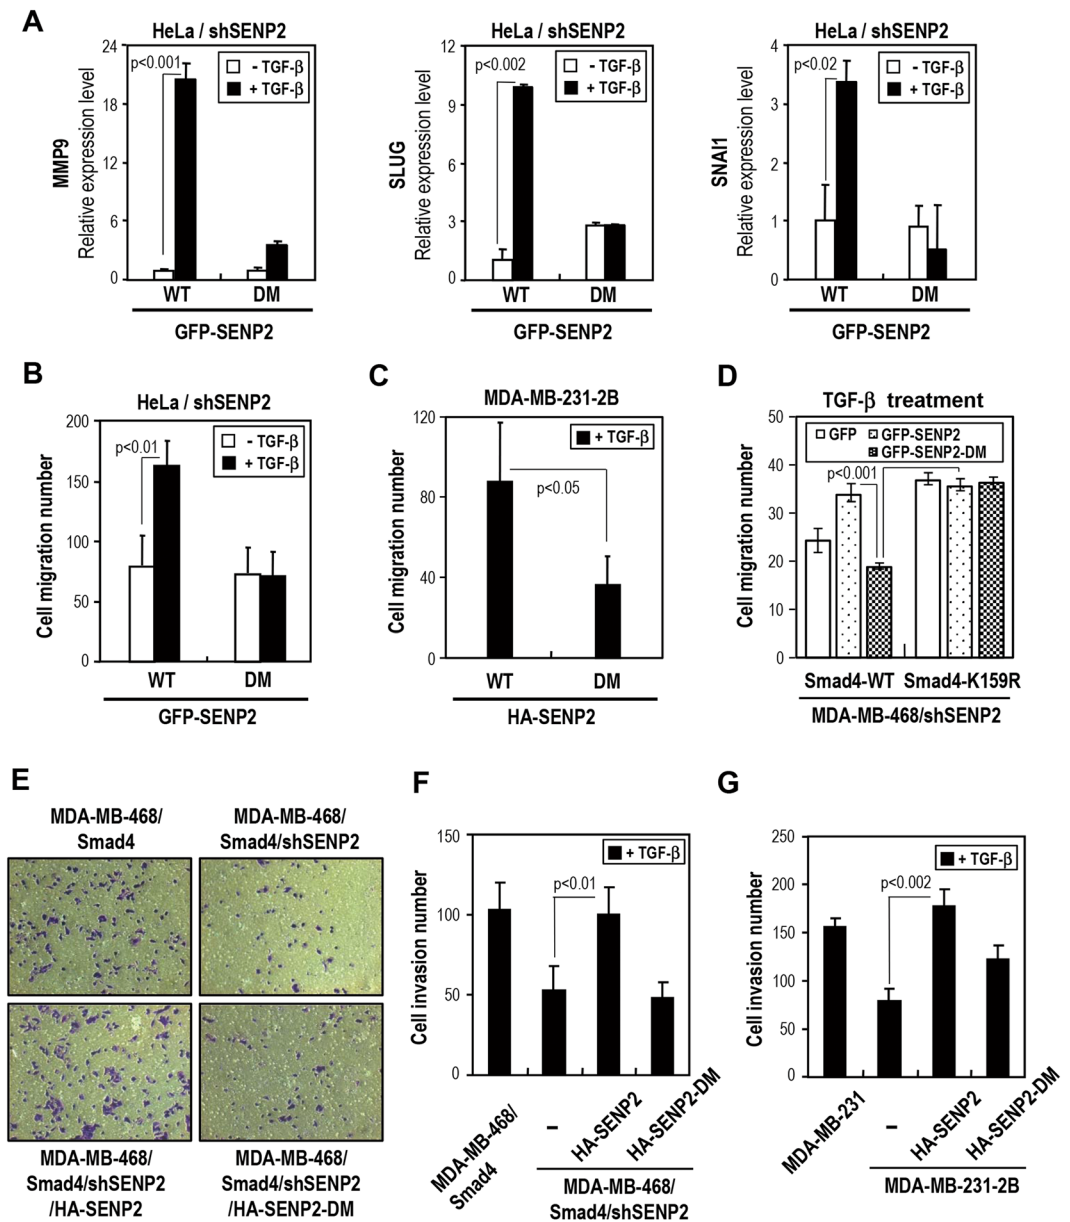 A
HeLa / shSENP2
MMP9
Relative expression level
24
18
12
6
0
p<0.001
- TGF-β
+ TGF-β
WT
DM
GFP-SENP2
HeLa / shSENP2
SLUG
Relative expression level
12
9
6
3
0
p<0.002
- TGF-β
+ TGF-β
WT
DM
GFP-SENP2
HeLa / shSENP2
SNAI1
Relative expression level
4
3
2
1
0
p<0.02
- TGF-β
+ TGF-β
WT
DM
GFP-SENP2
B
HeLa / shSENP2
Cell migration number
200
150
100
50
0
p<0.01
- TGF-β
+ TGF-β
WT
DM
GFP-SENP2
C
MDA-MB-231-2B
Cell migration number
120
80
40
0
+ TGF-β
p<0.05
WT
DM
HA-SENP2
D
TGF-β treatment
Cell migration number
50
40
30
20
10
0
GFP
GFP-SENP2
GFP-SENP2-DM
p<0.001
Smad4-WT
Smad4-K159R
MDA-MB-468/shSENP2
E
MDA-MB-468/
Smad4
MDA-MB-468/
Smad4/shSENP2
MDA-MB-468/
Smad4/shSENP2
/HA-SENP2
MDA-MB-468/
Smad4/shSENP2
/HA-SENP2-DM
F
Cell invasion number
150
100
50
0
+ TGF-β
p<0.01
MDA-MB-468/
Smad4
–
HA-SENP2
HA-SENP2-DM
MDA-MB-468/
Smad4/shSENP2
G
Cell invasion number
250
200
150
100
50
0
+ TGF-β
p<0.002
MDA-MB-231
–
HA-SENP2
HA-SENP2-DM
MDA-MB-231-2B